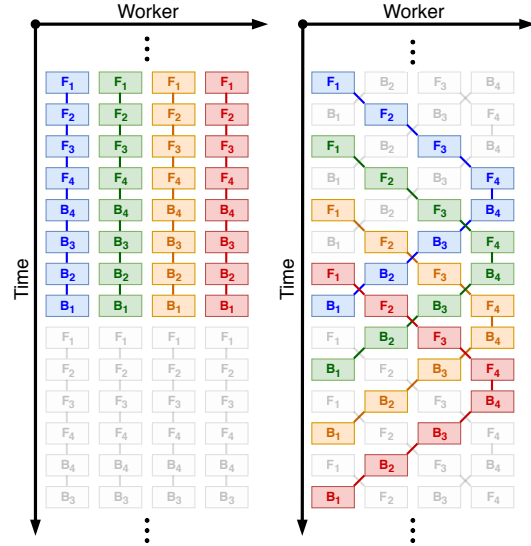 Worker
Time
F₁ F₁ F₁ F₁
F₂ F₂ F₂ F₂
F₃ F₃ F₃ F₃
F₄ F₄ F₄ F₄
B₄ B₄ B₄ B₄
B₃ B₃ B₃ B₃
B₂ B₂ B₂ B₂
B₁ B₁ B₁ B₁
F₁ F₁ F₁ F₁
F₂ F₂ F₂ F₂
F₃ F₃ F₃ F₃
F₄ F₄ F₄ F₄
B₄ B₄ B₄ B₄
B₃ B₃ B₃ B₃
Worker
Time
F₁ B₂ F₃ B₄
B₁ F₂ B₃ F₄
F₁ B₂ F₃ B₄
B₁ F₂ B₃ F₄
F₁ B₂ F₃ B₄
B₁ F₂ B₃ F₄
F₁ B₂ F₃ B₄
B₁ F₂ B₃ F₄
F₁ B₂ F₃ B₄
B₁ F₂ B₃ F₄
F₁ B₂ F₃ B₄
B₁ F₂ B₃ F₄
F₁ B₂ F₃ B₄
B₁ F₂ B₃ F₄